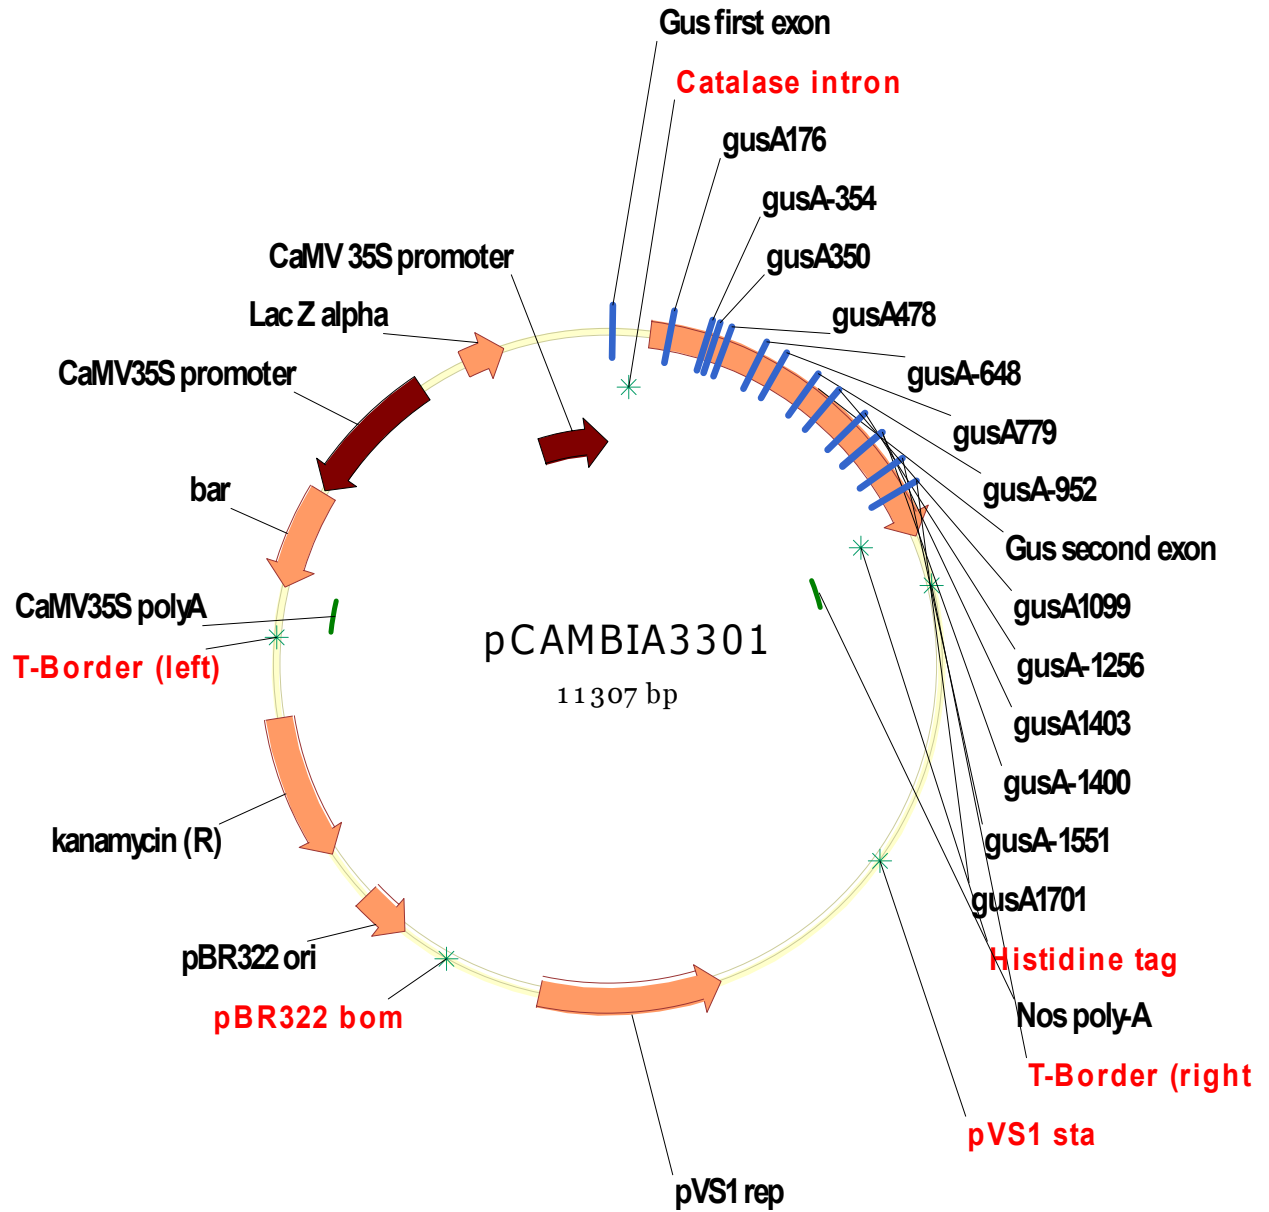 Gus first exon
Catalase intron
gusA176
gusA-354
CaMV 35S promoter
gusA350
Lac Z alpha
gusA478
CaMV35S promoter
gusA-648
gusA779
bar
gusA-952
Gus second exon
CaMV35S polyA
gusA1099
T-Border (left)
pCAMBIA3301
11307 bp
gusA-1256
gusA1403
gusA-1400
kanamycin (R)
gusA-1551
gusA1701
pBR322 ori
Histidine tag
pBR322 bom
Nos poly-A
T-Border (right
pVS1 sta
pVS1 rep